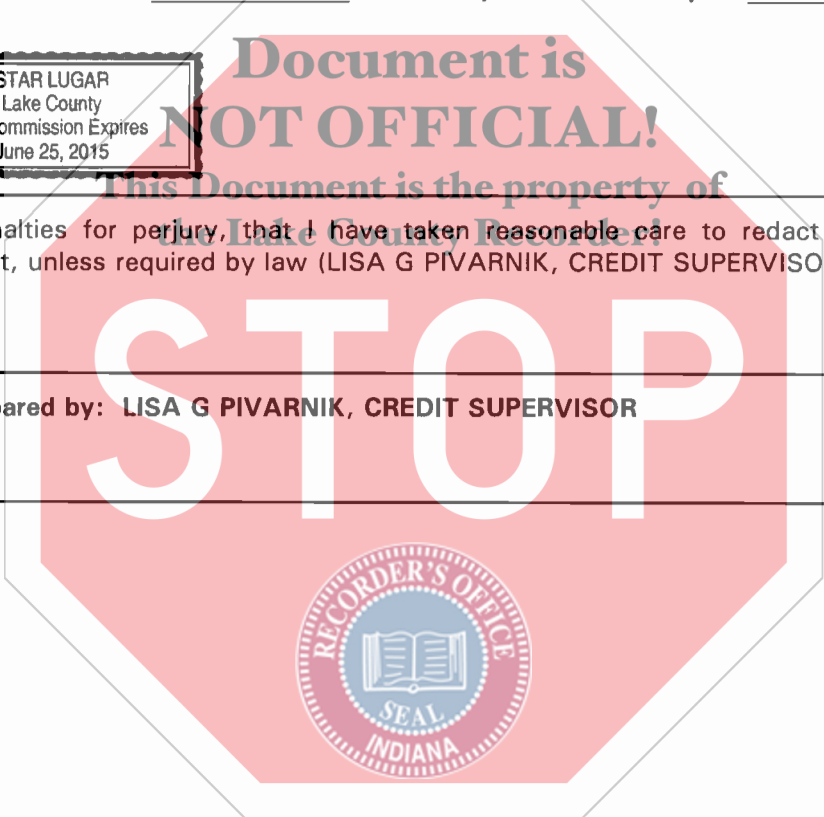 Document is
NOT OFFICIAL!
This Document is the property of
the Lake County Recorder!
STAR LUGAR
Lake County
ommission Expires
June 25, 2015
alties for perjury, that I have taken reasonable care to redact
t, unless required by law (LISA G PIVARNIK, CREDIT SUPERVISO
ared by: LISA G PIVARNIK, CREDIT SUPERVISOR
STOP
RECORDER'S OFFICE
SEAL
INDIANA